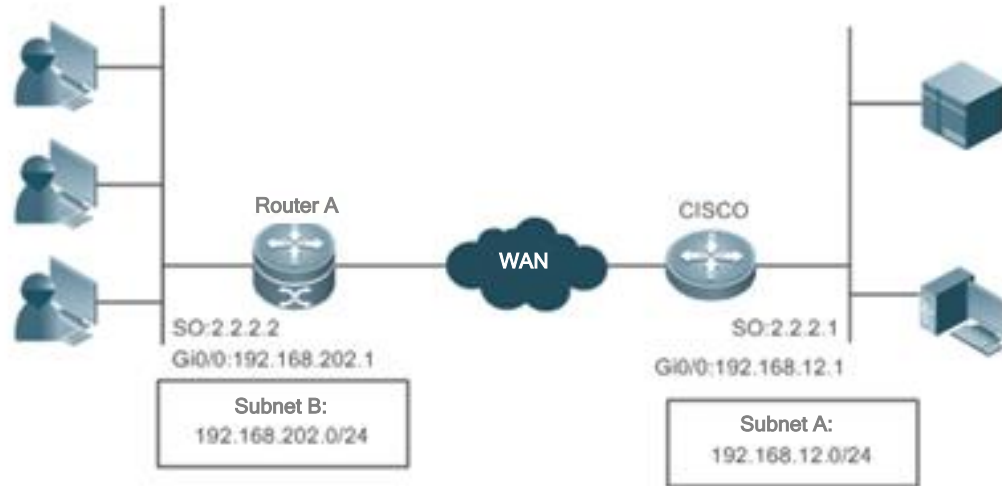 Router A
WAN
CISCO
SO:2.2.2.2
Gi0/0:192.168.202.1
Subnet B:
192.168.202.0/24
SO:2.2.2.1
Gi0/0:192.168.12.1
Subnet A:
192.168.12.0/24